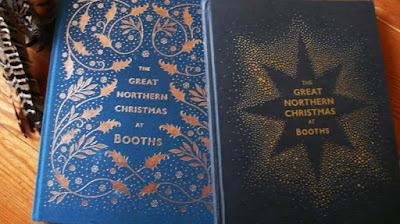 THE
GREAT
NORTHERN
CHRISTMAS
AT
BOOTHS
THE
GREAT
NORTHERN
CHRISTMAS
AT
BOOTHS